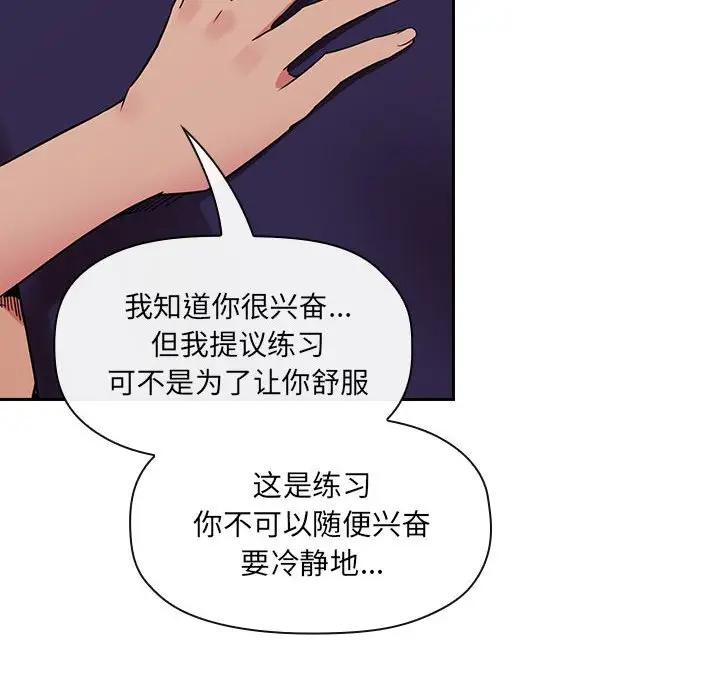 我知道你很兴奋...
但我提议练习
可不是为了让你舒服
这是练习
你不可以随便兴奋
要冷静地...